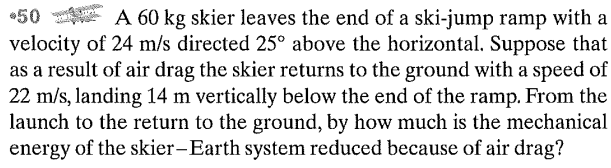 •50 A 60 kg skier leaves the end of a ski-jump ramp with a
velocity of 24 m/s directed 25° above the horizontal. Suppose that
as a result of air drag the skier returns to the ground with a speed of
22 m/s, landing 14 m vertically below the end of the ramp. From the
launch to the return to the ground, by how much is the mechanical
energy of the skier–Earth system reduced because of air drag?